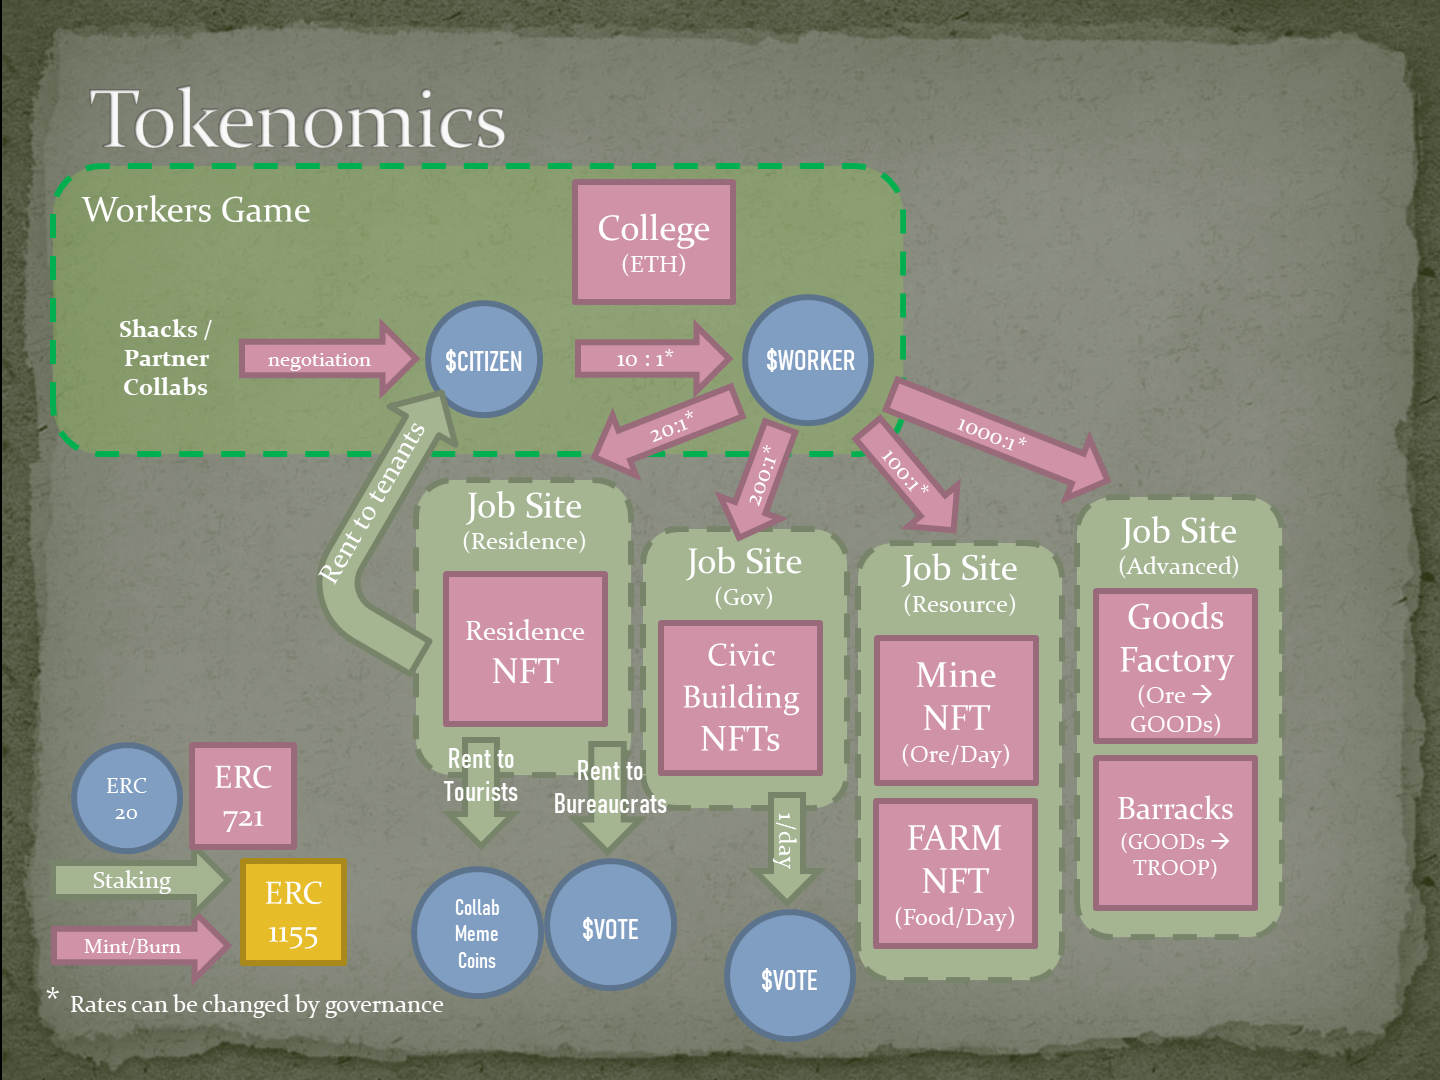 Tokenomics
Workers Game
College
(ETH)
Shacks /
Partner
Collabs
negotiation
$CITIZEN
10 : 1*
$WORKER
20:1*
200:1*
100:1*
1000:1*
Rent to tenants
Job Site
(Residence)
Residence
NFT
Rent to
Tourists
Rent to
Bureaucrats
Collab
Meme
Coins
$VOTE
Job Site
(Gov)
Civic
Building
NFTs
1/day
$VOTE
Job Site
(Resource)
Mine
NFT
(Ore/Day)
FARM
NFT
(Food/Day)
Job Site
(Advanced)
Goods
Factory
(Ore →
GOODs)
Barracks
(GOODs →
TROOP)
ERC
20
ERC
721
Staking
ERC
1155
Mint/Burn
* Rates can be changed by governance